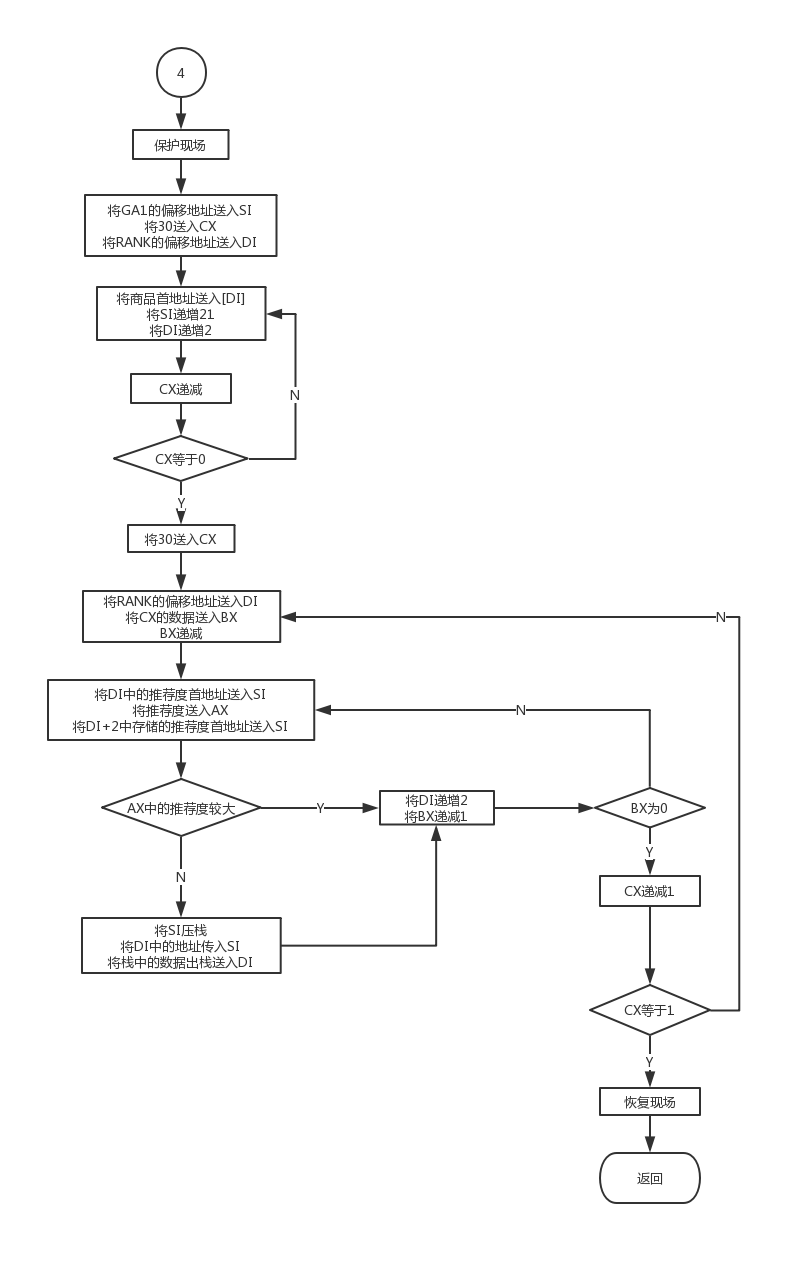 4
保护现场
将GA1的偏移地址送入SI
将30送入CX
将RANK的偏移地址送入DI
将商品首地址送入[DI]
将SI递增21
将DI递增2
N
CX递减
CX等于0
Y
将30送入CX
将RANK的偏移地址送入DI
将CX的数据送入BX
BX递减
N
将DI中的推荐度首地址送入SI
将推荐度送入AX
将DI+2中存储的推荐度首地址送入SI
N
AX中的推荐度较大
Y
将DI递增2
将BX递减1
BX为0
Y
N
CX递减1
将SI压栈
将DI中的地址传入SI
将栈中的数据出栈送入DI
CX等于1
Y
恢复现场
返回